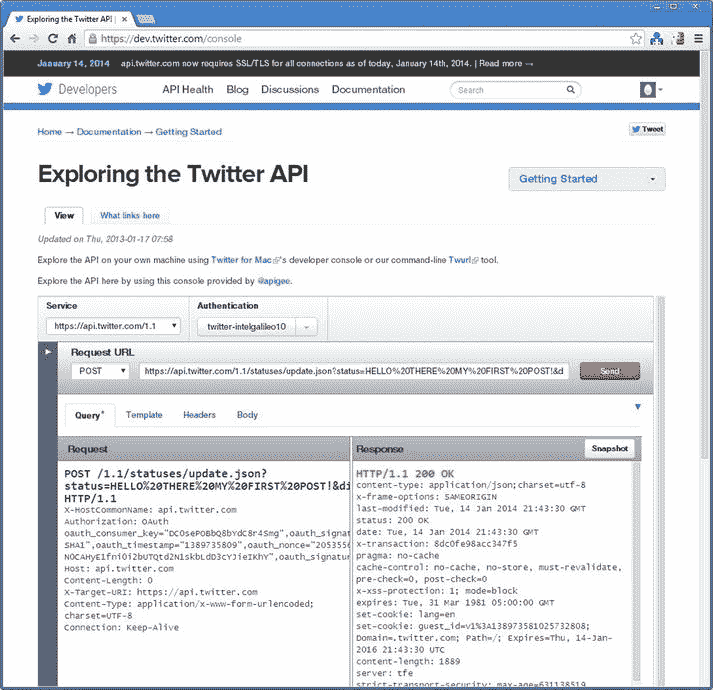 Exploring the Twitter API |
https://dev.twitter.com/console
January 14, 2014 api.twitter.com now requires SSL/TLS for all connections as of today, January 14th, 2014. | Read more →
Developers API Health Blog Discussions Documentation Search
Home → Documentation → Getting Started
Tweet
Exploring the Twitter API
Getting Started
View What links here
Updated on Thu, 2013-01-17 07:58
Explore the API on your own machine using Twitter for Mac's developer console or our command-line Twurl tool.
Explore the API here by using this console provided by @apigee.
Service Authentication
https://api.twitter.com/1.1 twitter-intelgalileo10
Request URL
POST https://api.twitter.com/1.1/statuses/update.json?status=HELLO%20THERE%20MY%20FIRST%20POST!&d Send
Query* Template Headers Body
Request
POST /1.1/statuses/update.json?
status=HELLO%20THERE%20MY%20FIRST%20POST!&di
HTTP/1.1
X-HostCommonName: api.twitter.com
Authorization: OAuth
oauth_signat
SHA1",oauth_timestamp="1389735809",oauth_nonce="2053556
Host: api.twitter.com
Content-Length: 0
X-Target-URI: https://api.twitter.com
Content-Type: application/x-www-form-urlencoded;
charset=UTF-8
Connection: Keep-Alive
Response Snapshot
HTTP/1.1 200 OK
content-type: application/json;charset=utf-8
x-frame-options: SAMEORIGIN
last-modified: Tue, 14 Jan 2014 21:43:30 GMT
status: 200 OK
date: Tue, 14 Jan 2014 21:43:30 GMT
x-transaction: 8dc0fe98acc347f5
pragma: no-cache
cache-control: no-cache, no-store, must-revalidate,
pre-check=0, post-check=0
x-xss-protection: 1; mode=block
expires: Tue, 31 Mar 1981 05:00:00 GMT
set-cookie: lang=en
set-cookie: guest_id=v1%3A138973581025732808;
Domain=.twitter.com; Path=/; Expires=Thu, 14-Jan-
2016 21:43:30 UTC
content-length: 1889
server: tfe
strict-transport-security: max-age=631138519